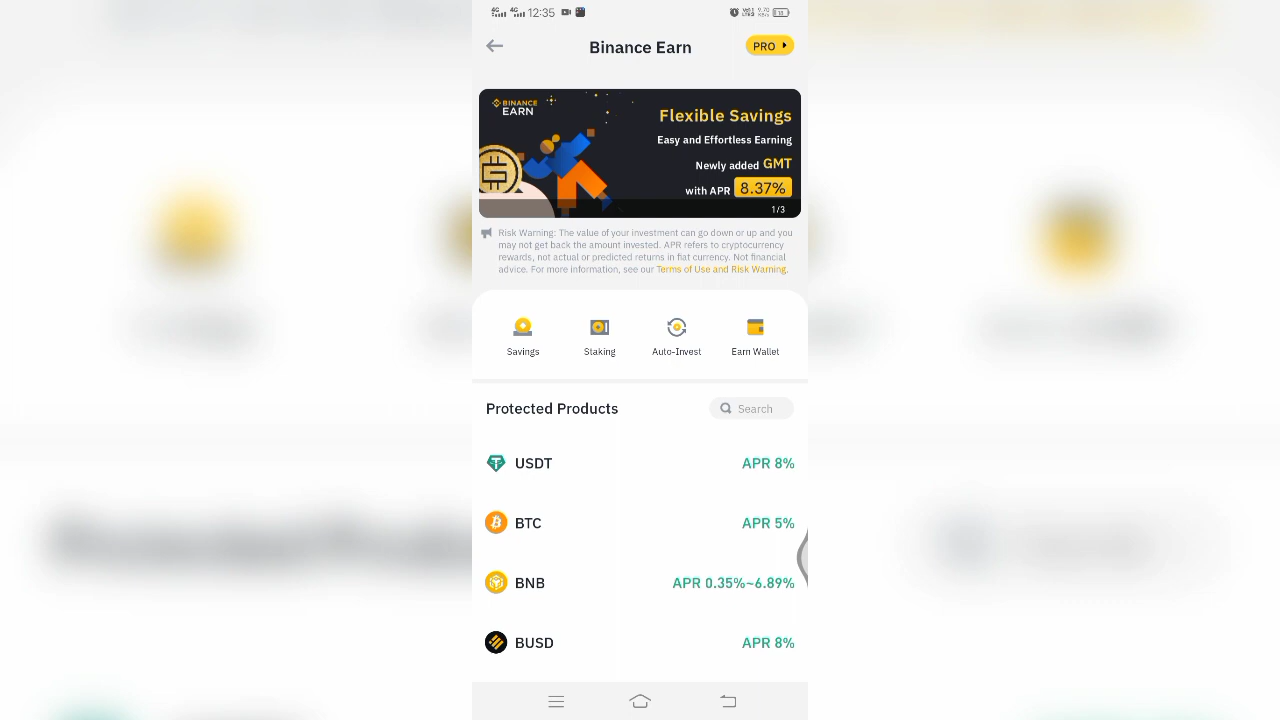 4G 4G 12:35
Binance Earn
PRO
BINANCE
EARN
Flexible Savings
Easy and Effortless Earning
Newly added GMT
with APR 8.37%
1/3
Risk Warning: The value of your investment can go down or up and you
may not get back the amount invested. APR refers to cryptocurrency
rewards, not actual or predicted returns in fiat currency. Not financial
advice. For more information, see our Terms of Use and Risk Warning.
Savings
Staking
Auto-Invest
Earn Wallet
Protected Products
Search
USDT
APR 8%
BTC
APR 5%
BNB
APR 0.35%~6.89%
BUSD
APR 8%